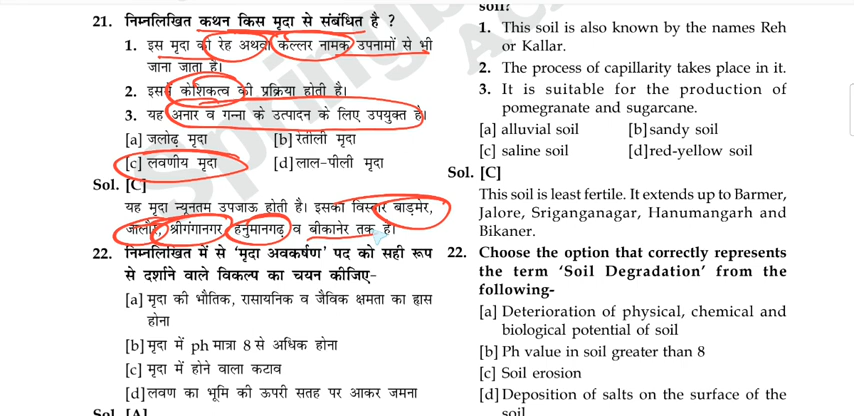 21. निम्नलिखित कथन किस मृदा से संबंधित है ?
1. इस मृदा को रेह अथवा कल्लर नामक उपनामों से भी
जाना जाता है।
2. इसमें केशिकत्व की प्रक्रिया होती है।
3. यह अनार व गन्ना के उत्पादन के लिए उपयुक्त है।
[a] जलोढ़ मृदा [b] रेतीली मृदा
[c] लवणीय मृदा [d] लाल-पीली मृदा
Sol. [C]
यह मृदा न्यूनतम उपजाऊ होती है। इसका विस्तार बाड़मेर,
जालौर, श्रीगंगानगर, हनुमानगढ़ व बीकानेर तक है।
22. निम्नलिखित में से ‘मृदा अवकर्षण’ पद को सही रूप
से दर्शाने वाले विकल्प का चयन कीजिए-
[a] मृदा की भौतिक, रासायनिक व जैविक क्षमता का ह्रास
होना
[b] मृदा में ph मात्रा 8 से अधिक होना
[c] मृदा में होने वाला कटाव
[d] लवण का भूमि की ऊपरी सतह पर आकर जमना
Sol. [A]
soil?
1. This soil is also known by the names Reh
or Kallar.
2. The process of capillarity takes place in it.
3. It is suitable for the production of
pomegranate and sugarcane.
[a] alluvial soil [b] sandy soil
[c] saline soil [d] red-yellow soil
Sol. [C]
This soil is least fertile. It extends up to Barmer,
Jalore, Sriganganagar, Hanumangarh and
Bikaner.
22. Choose the option that correctly represents
the term ‘Soil Degradation’ from the
following-
[a] Deterioration of physical, chemical and
biological potential of soil
[b] Ph value in soil greater than 8
[c] Soil erosion
[d] Deposition of salts on the surface of the
soil